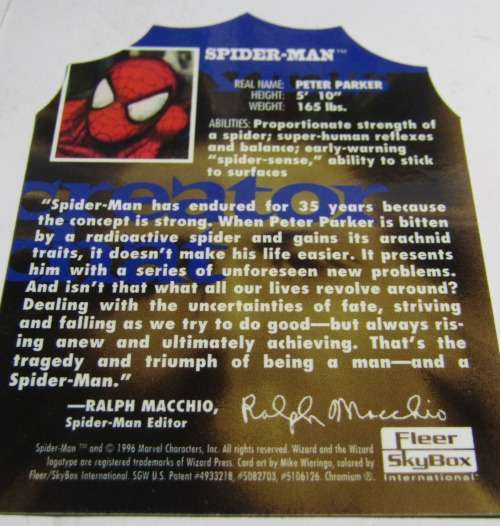 SPIDER-MAN™
REAL NAME: PETER PARKER
HEIGHT: 5' 10"
WEIGHT: 165 lbs.
ABILITIES: Proportionate strength of
a spider; super-human reflexes
and balance; early-warning
"spider-sense," ability to stick
to surfaces
creator
"Spider-Man has endured for 35 years because
the concept is strong. When Peter Parker is bitten
by a radioactive spider and gains its arachnid
traits, it doesn't make his life easier. It presents
him with a series of unforeseen new problems.
And isn't that what all our lives revolve around?
Dealing with the uncertainties of fate, striving
and falling as we try to do good—but always ris-
ing anew and ultimately achieving. That's the
tragedy and triumph of being a man—and a
Spider-Man."
—RALPH MACCHIO,
Spider-Man Editor
Ralph Macchio
Fleer
SkyBox
International
Spider-Man ™ and © 1996 Marvel Characters, Inc. All rights reserved. Wizard and the Wizard
logotype are registered trademarks of Wizard Press. Card art by Mike Wieringo, colored by
Fleer/SkyBox International. SGW U.S. Patent #4933218, #5082703, #5106126. Chromium ®.